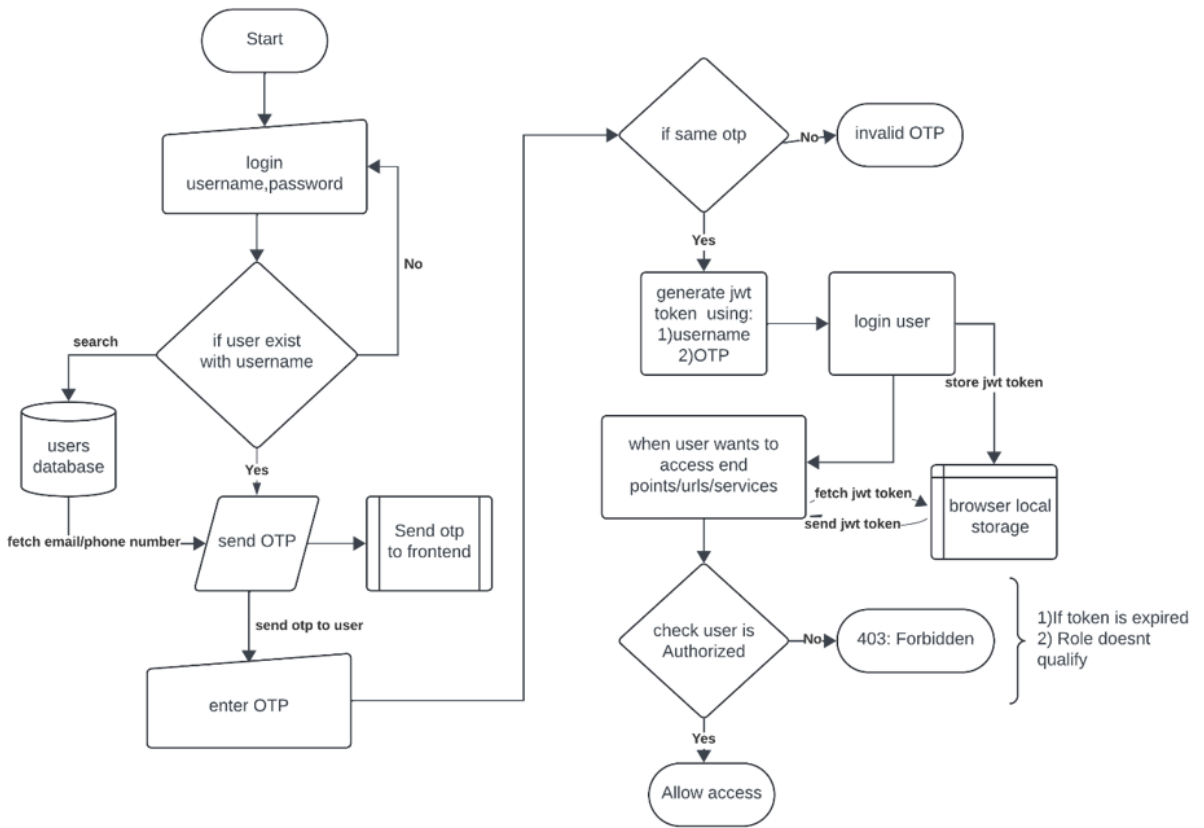 Start
login
username,password
No
if user exist
with username
search
users
database
Yes
fetch email/phone number
send OTP
Send otp
to frontend
send otp to user
enter OTP
if same otp
No
invalid OTP
Yes
generate jwt
token using:
1)username
2)OTP
login user
store jwt token
when user wants to
access end
points/urls/services
fetch jwt token
send jwt token
browser local
storage
check user is
Authorized
No
403: Forbidden
1)If token is expired
2) Role doesnt
qualify
Yes
Allow access